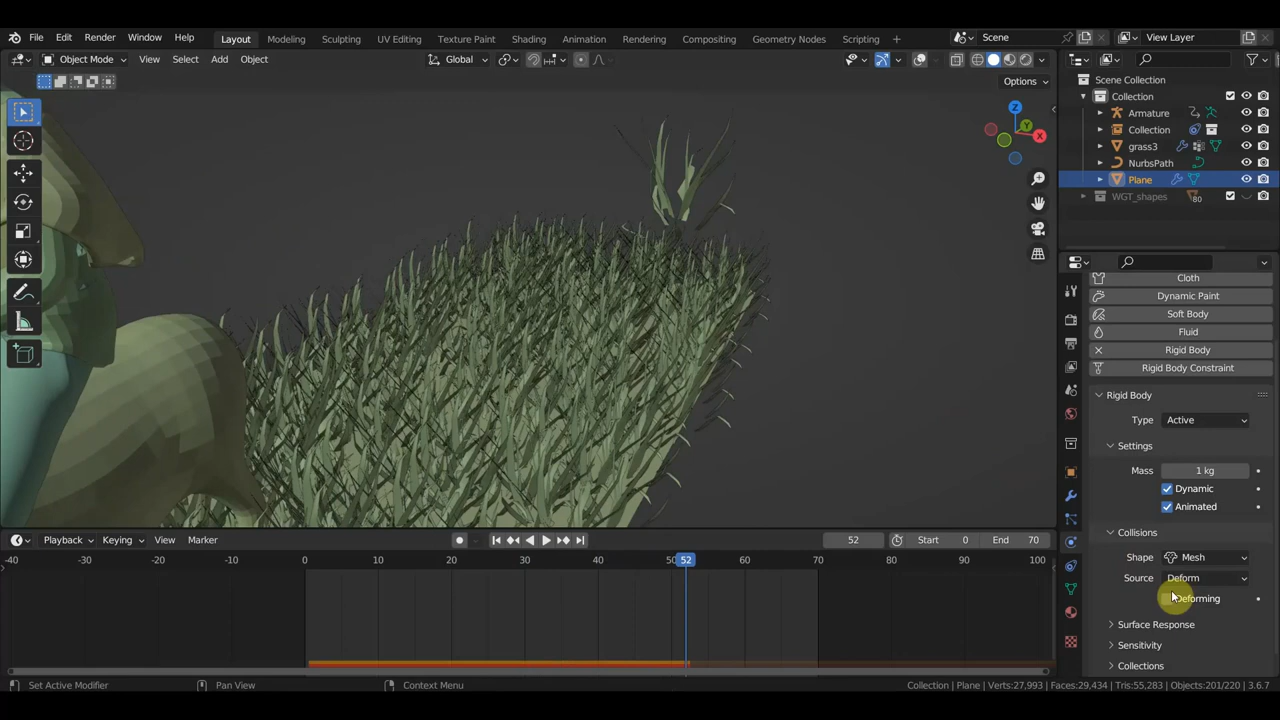 File Edit Render Window Help Layout Modeling Sculpting UV Editing Texture Paint Shading Animation Rendering Compositing Geometry Nodes Scripting + Scene View Layer
Object Mode View Select Add Object Global
Options
Scene Collection
Collection
Armature
Collection
grass3
NurbsPath
Plane
WGT_shapes 80
X
Y
Z
Cloth
Dynamic Paint
Soft Body
Fluid
Rigid Body
Rigid Body Constraint
Rigid Body
Type Active
Settings
Mass 1 kg
Dynamic
Animated
Collisions
Shape Mesh
Source Deform
Deforming
Surface Response
Sensitivity
Collections
Playback Keying View Marker 52 Start 0 End 70
-40 -30 -20 -10 0 10 20 30 40 50 52 60 70 80 90 100
Set Active Modifier Pan View Context Menu Collection | Plane | Verts:27,993 | Faces:29,434 | Tris:55,283 | Objects:201/220 | 3.6.7